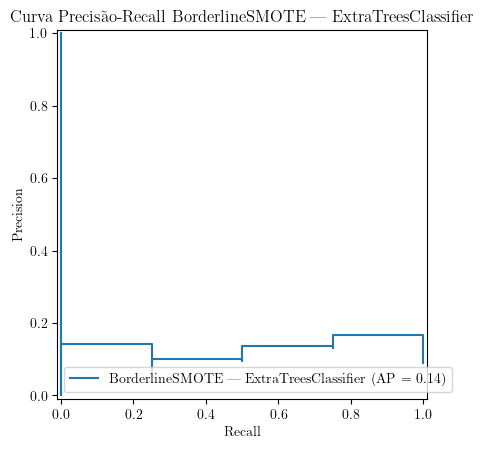 Curva Precisão-Recall BorderlineSMOTE — ExtraTreesClassifier
1.0
0.8
0.6
0.4
0.2
0.0
Precision
BorderlineSMOTE — ExtraTreesClassifier (AP = 0.14)
0.0 0.2 0.4 0.6 0.8 1.0
Recall